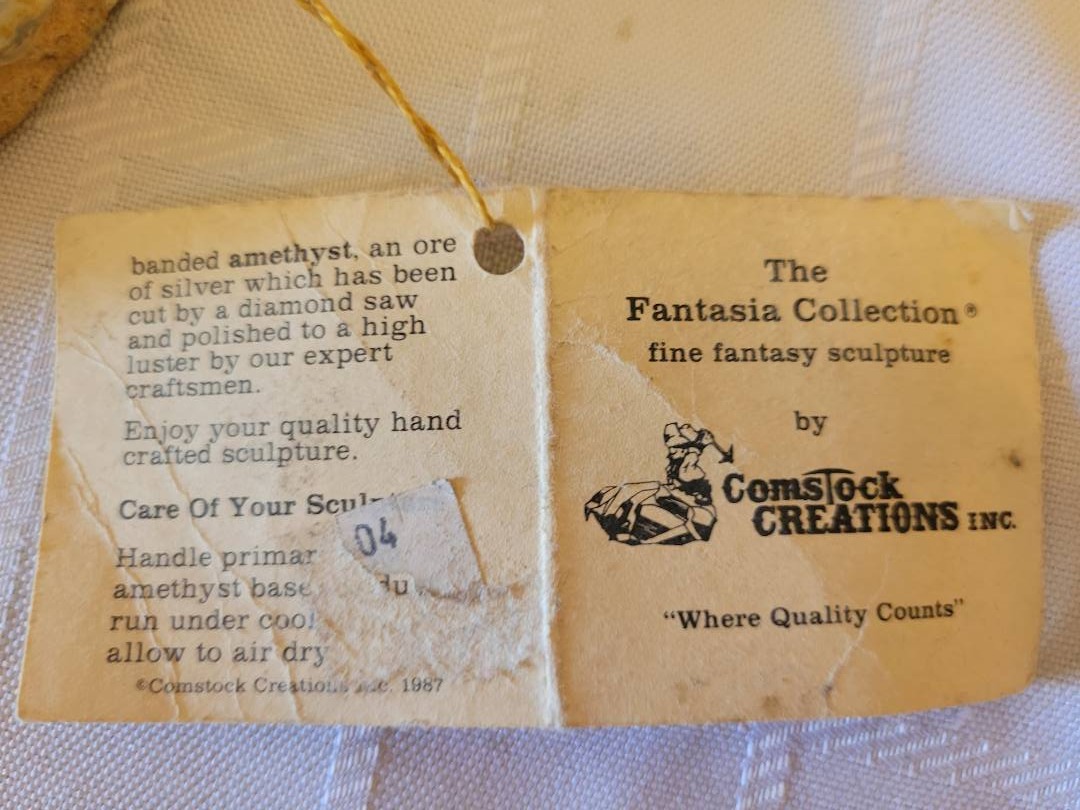 banded amethyst, an ore
of silver which has been
cut by a diamond saw
and polished to a high
luster by our expert
craftsmen.
Enjoy your quality hand
crafted sculpture.
Care Of Your
04
Handle
amethyst
run under
allow to air dry
©Comstock Creations Inc. 1987
The
Fantasia Collection®
fine fantasy sculpture
by
COMSTOCK
CREATIONS INC.
"Where Quality Counts"